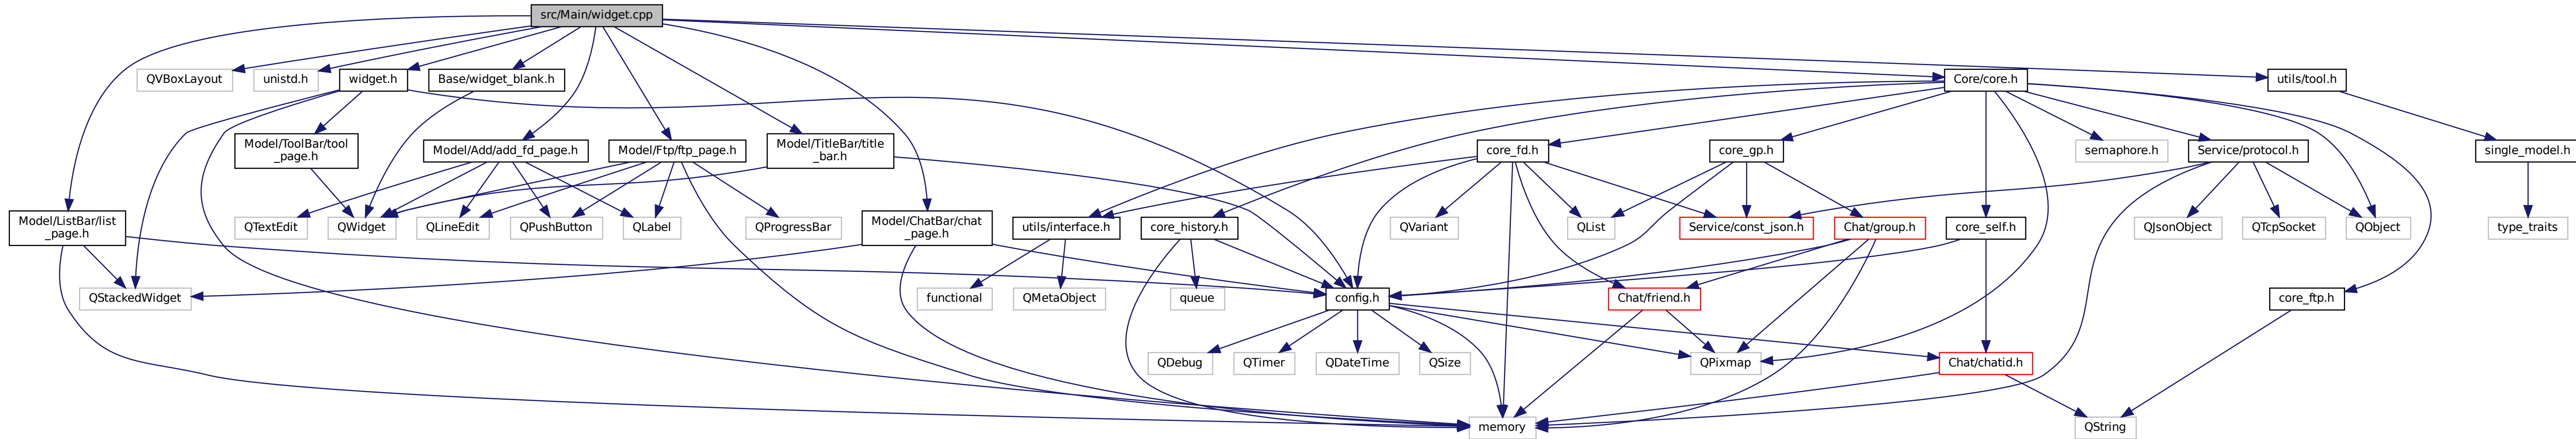 src/Main/widget.cpp
QVBoxLayout
unistd.h
widget.h
Base/widget_blank.h
Core/core.h
utils/tool.h
Model/ToolBar/tool
_page.h
Model/Add/add_fd_page.h
Model/Ftp/ftp_page.h
Model/TitleBar/title
_bar.h
core_fd.h
core_gp.h
semaphore.h
Service/protocol.h
single_model.h
Model/ListBar/list
_page.h
QTextEdit
QWidget
QLineEdit
QPushButton
QLabel
QProgressBar
Model/ChatBar/chat
_page.h
utils/interface.h
core_history.h
QVariant
QList
Service/const_json.h
Chat/group.h
core_self.h
QJsonObject
QTcpSocket
QObject
type_traits
QStackedWidget
functional
QMetaObject
queue
config.h
Chat/friend.h
core_ftp.h
QDebug
QTimer
QDateTime
QSize
QPixmap
Chat/chatid.h
memory
QString